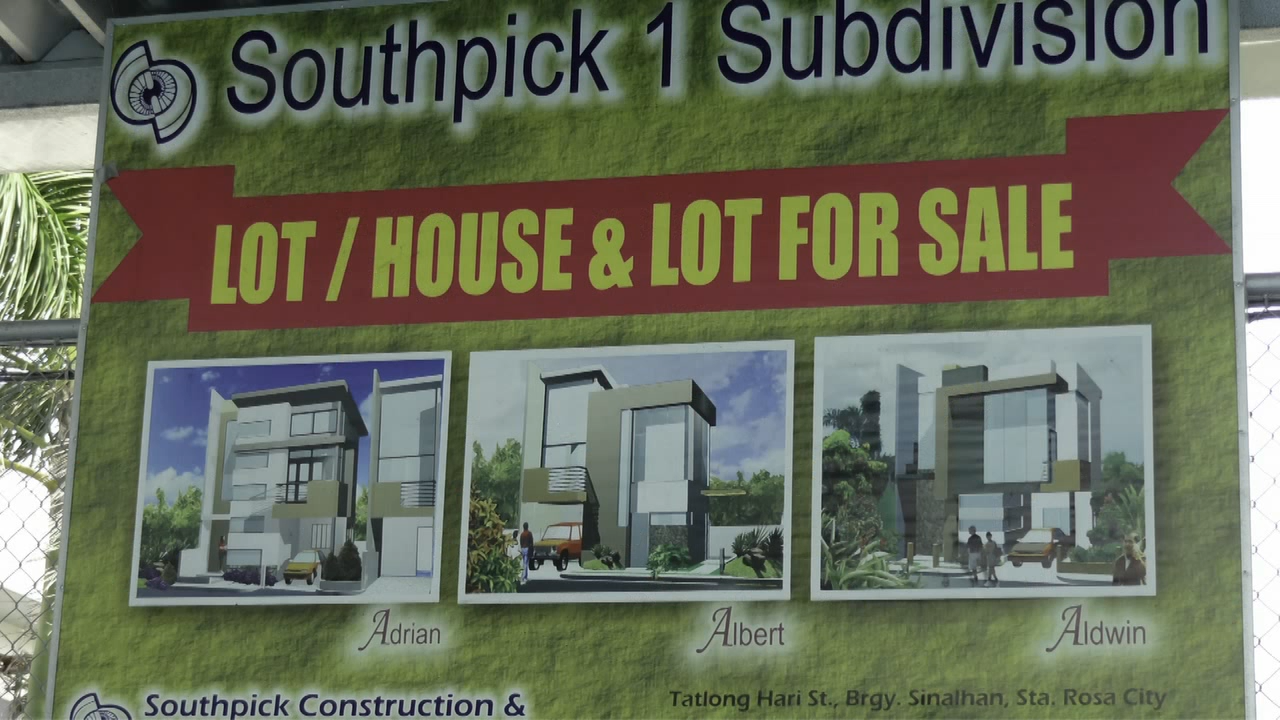 Southpick 1 Subdivision
LOT / HOUSE & LOT FOR SALE
Adrian
Albert
Aldwin
Southpick Construction &
Tatlong Hari St., Brgy. Sinalhan, Sta. Rosa City